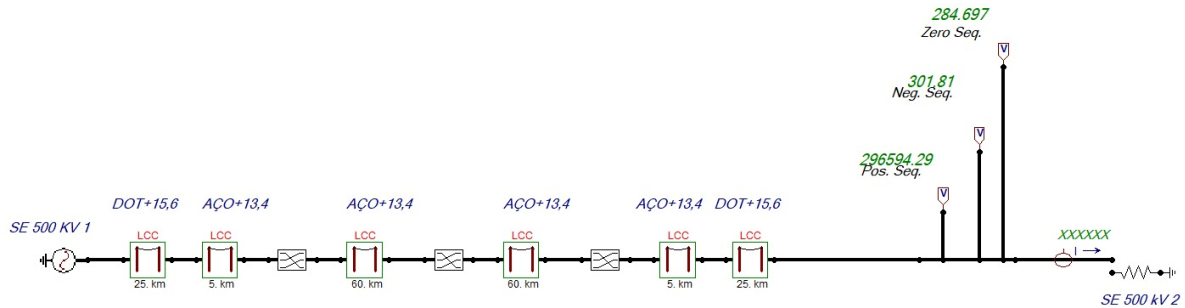 284.697
Zero Seq.
301.81
Neg. Seq.
296594.29
Pos. Seq.
V
V
V
DOT+15,6
AÇO+13,4
AÇO+13,4
AÇO+13,4
AÇO+13,4
DOT+15,6
SE 500 KV 1
LCC
LCC
LCC
LCC
LCC
LCC
XXXXXX
I
25. km
5. km
60. km
60. km
5. km
25. km
SE 500 kV 2